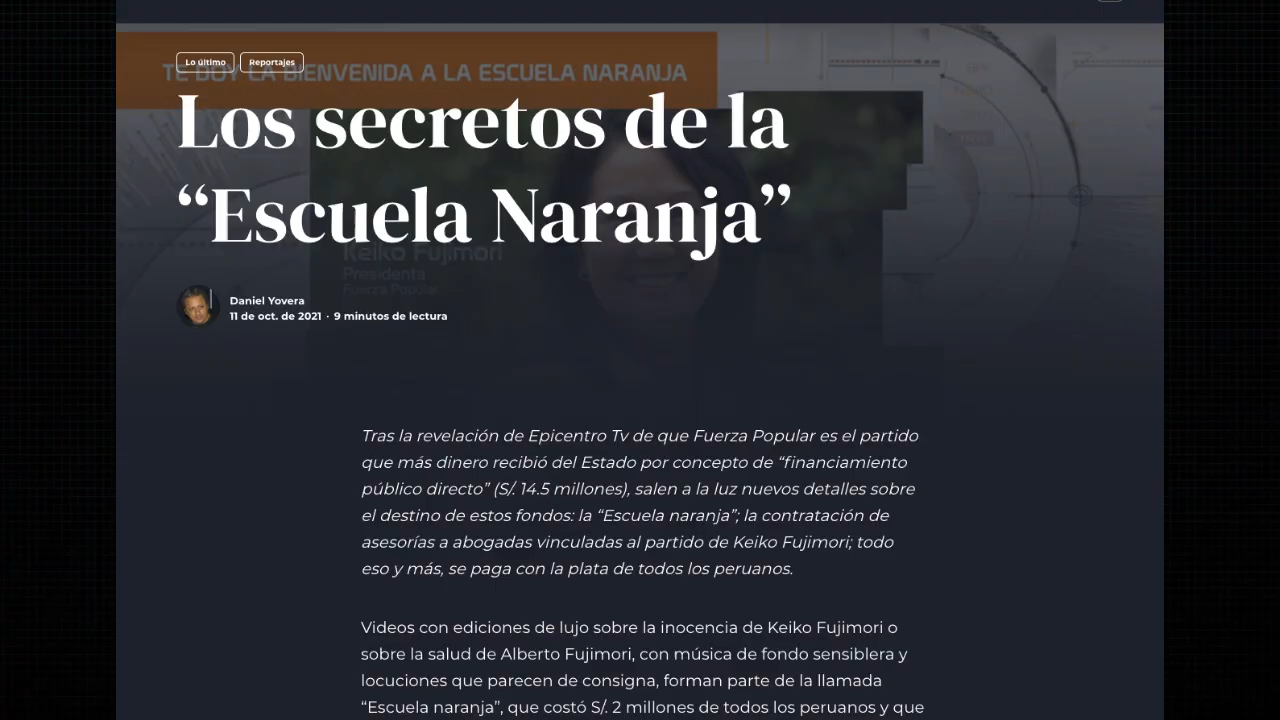 Lo último Reportajes
TE DOY LA BIENVENIDA A LA ESCUELA NARANJA
Los secretos de la
“Escuela Naranja”
Keiko Fujimori
Presidenta
Fuerza Popular
Daniel Yovera
11 de oct. de 2021 · 9 minutos de lectura
Tras la revelación de Epicentro Tv de que Fuerza Popular es el partido
que más dinero recibió del Estado por concepto de “financiamiento
público directo” (S/. 14.5 millones), salen a la luz nuevos detalles sobre
el destino de estos fondos: la “Escuela naranja”; la contratación de
asesorías a abogadas vinculadas al partido de Keiko Fujimori; todo
eso y más, se paga con la plata de todos los peruanos.
Videos con ediciones de lujo sobre la inocencia de Keiko Fujimori o
sobre la salud de Alberto Fujimori, con música de fondo sensiblera y
locuciones que parecen de consigna, forman parte de la llamada
“Escuela naranja”, que costó S/. 2 millones de todos los peruanos y que